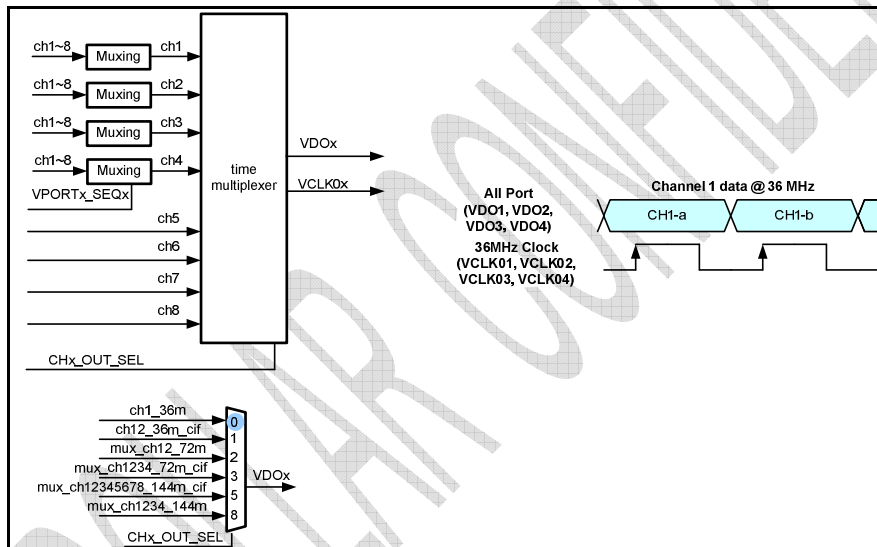 ch1~8 Muxing ch1
ch1~8 Muxing ch2
ch1~8 Muxing ch3
ch1~8 Muxing ch4
VPORTx_SEQx
ch5
ch6
ch7
ch8
CHx_OUT_SEL
time
multiplexer
VDOx
VCLK0x
All Port
(VDO1, VDO2,
VDO3, VDO4)
36MHz Clock
(VCLK01, VCLK02,
VCLK03, VCLK04)
Channel 1 data @ 36 MHz
CH1-a CH1-b
ch1_36m 0
ch12_36m_cif 1
mux_ch12_72m 2
mux_ch1234_72m_cif 3
mux_ch12345678_144m_cif 5
mux_ch1234_144m 8
VDOx
CHx_OUT_SEL